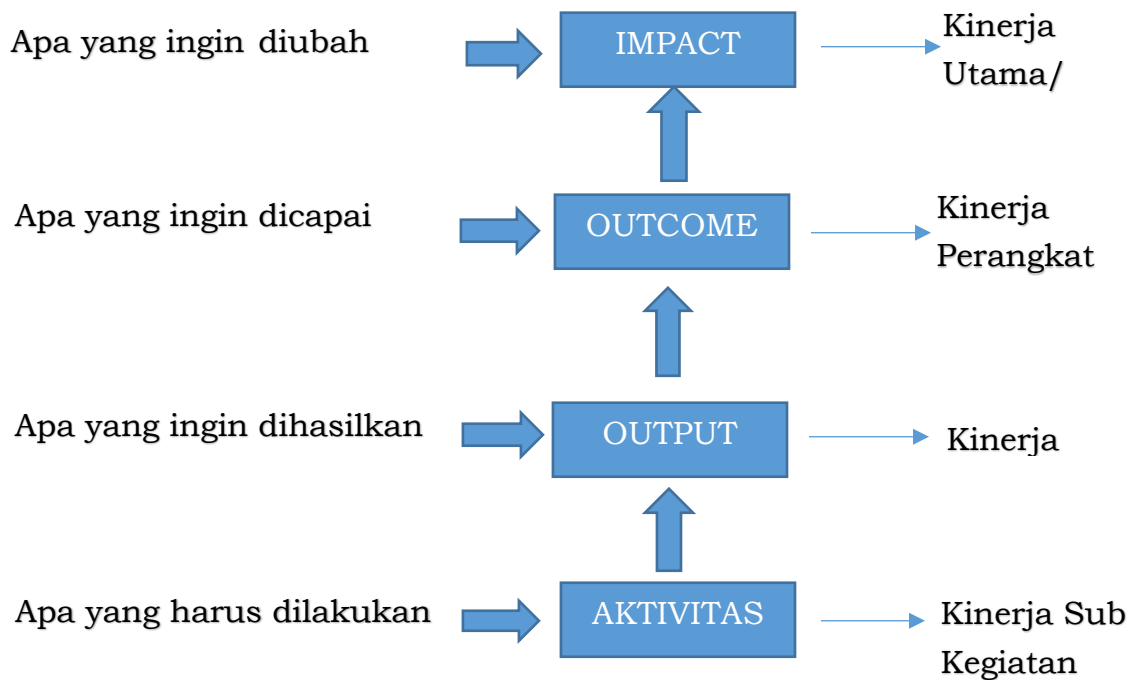 Apa yang ingin diubah
IMPACT
Kinerja
Utama/
Apa yang ingin dicapai
OUTCOME
Kinerja
Perangkat
Apa yang ingin dihasilkan
OUTPUT
Kinerja
Apa yang harus dilakukan
AKTIVITAS
Kinerja Sub
Kegiatan